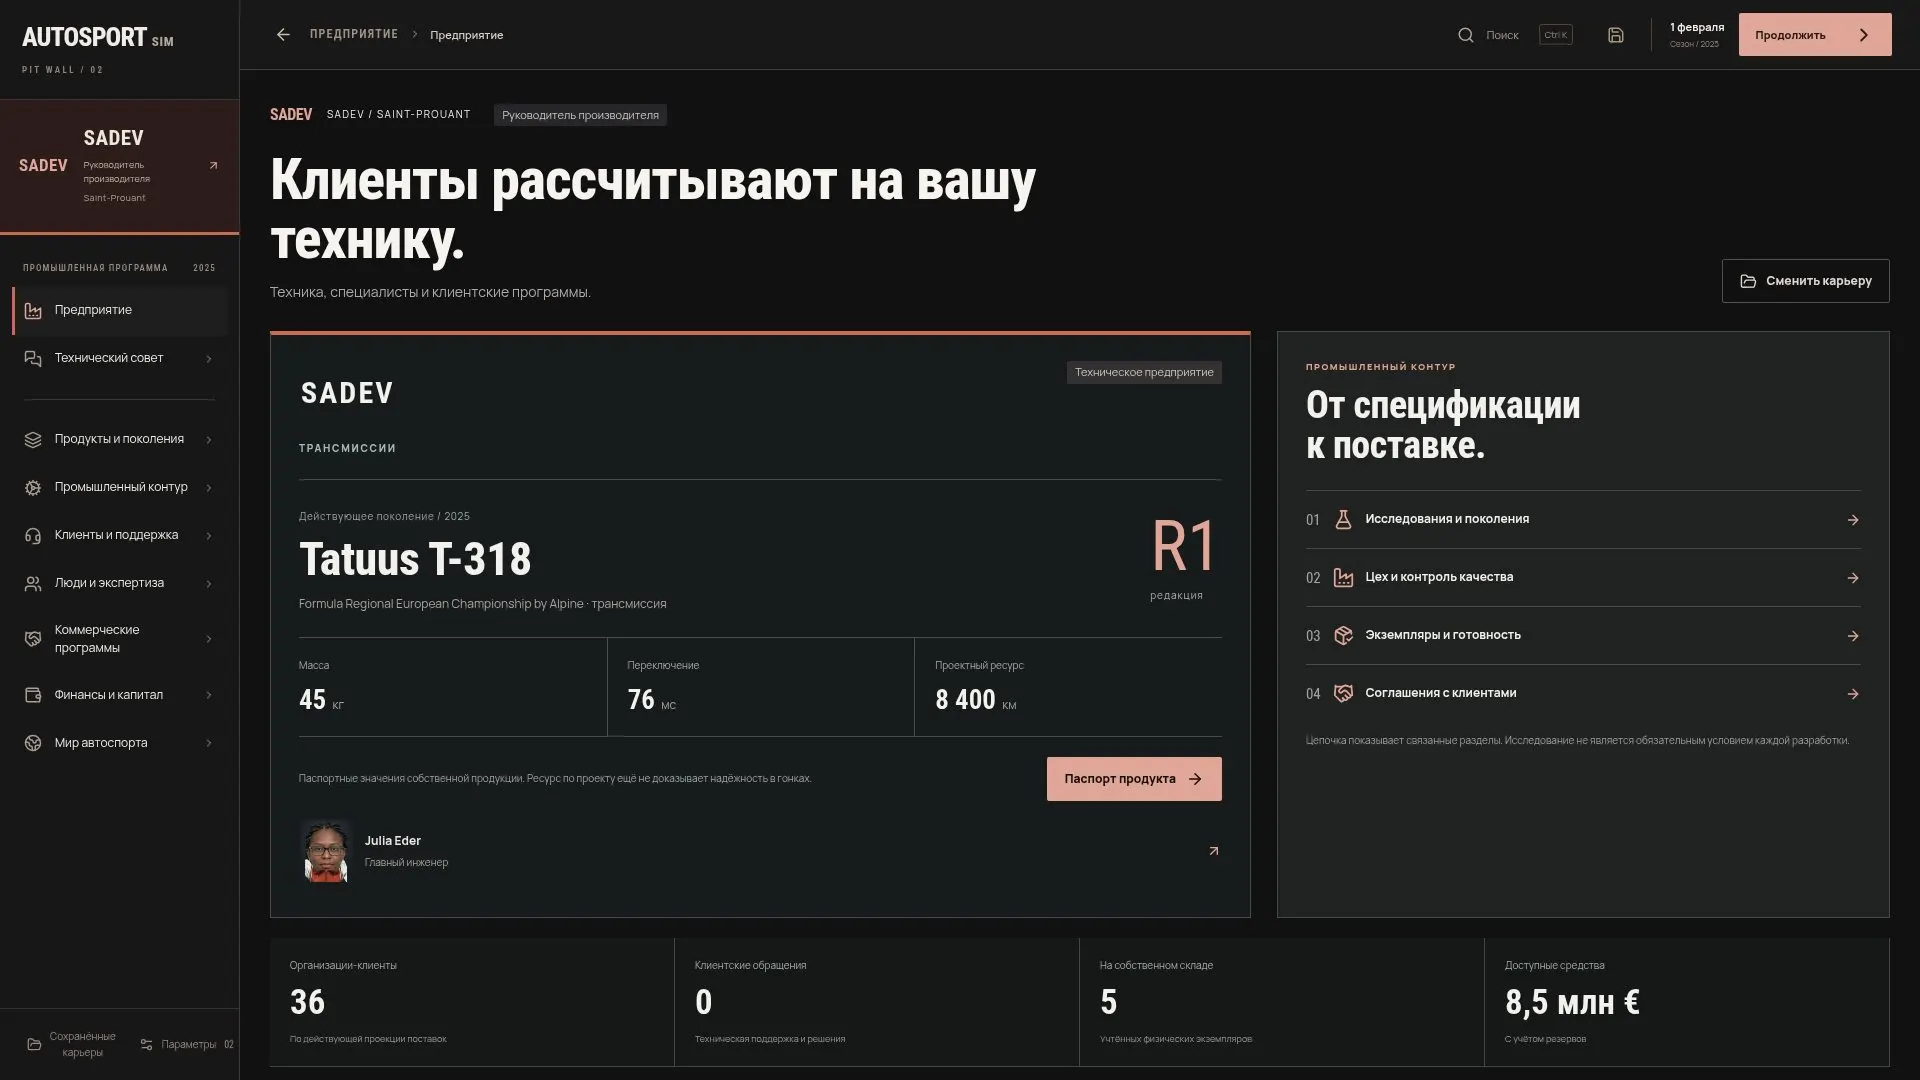 AUTOSPORT SIM
PIT WALL / 02
SADEV
SADEV
Руководитель
производителя
Saint-Prouant
ПРОМЫШЛЕННАЯ ПРОГРАММА 2025
Предприятие
Технический совет
Продукты и поколения
Промышленный контур
Клиенты и поддержка
Люди и экспертиза
Коммерческие
программы
Финансы и капитал
Мир автоспорта
Сохранённые
карьеры
Параметры 02
ПРЕДПРИЯТИЕ > Предприятие
Поиск Ctrl K
1 февраля
Сезон / 2025
Продолжить
SADEV SADEV / SAINT-PROUANT Руководитель производителя
Клиенты рассчитывают на вашу
технику.
Техника, специалисты и клиентские программы.
Сменить карьеру
SADEV
Техническое предприятие
ТРАНСМИССИИ
Действующее поколение / 2025
Tatuus T-318
Formula Regional European Championship by Alpine · трансмиссия
R1
редакция
Масса
45 кг
Переключение
76 мс
Проектный ресурс
8 400 км
Паспортные значения собственной продукции. Ресурс по проекту ещё не доказывает надёжность в гонках.
Паспорт продукта
Julia Eder
Главный инженер
ПРОМЫШЛЕННЫЙ КОНТУР
От спецификации
к поставке.
01 Исследования и поколения
02 Цех и контроль качества
03 Экземпляры и готовность
04 Соглашения с клиентами
Цепочка показывает связанные разделы. Исследование не является обязательным условием каждой разработки.
Организации-клиенты
36
По действующей проекции поставок
Клиентские обращения
0
Техническая поддержка и решения
На собственном складе
5
Учтённых физических экземпляров
Доступные средства
8,5 млн €
С учётом резервов